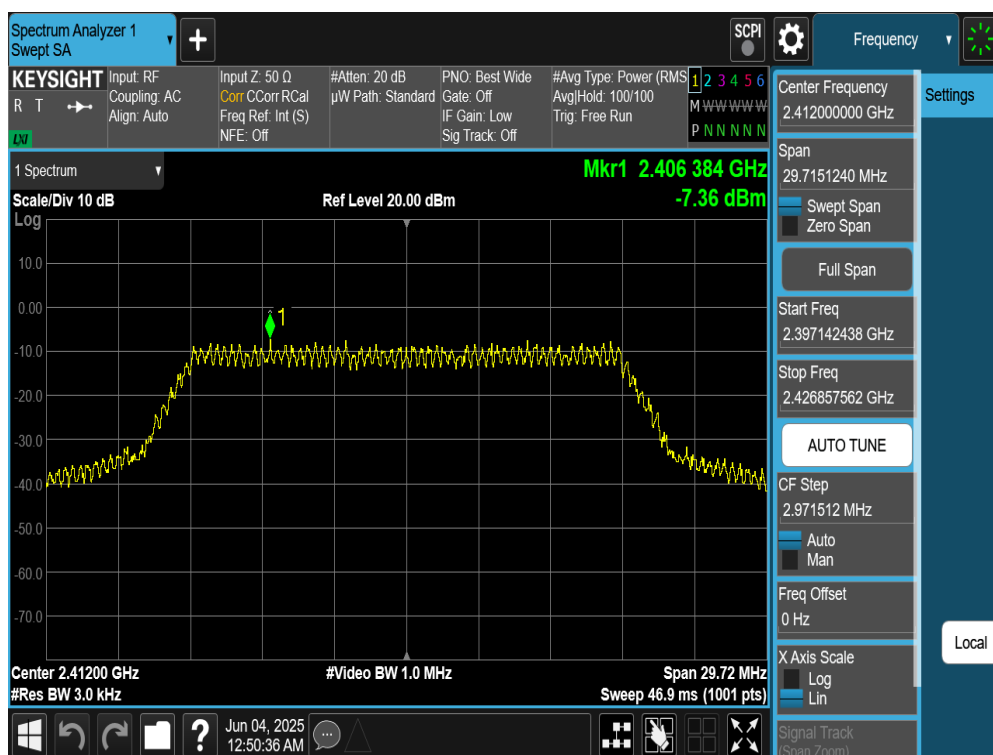 Spectrum Analyzer 1
Swept SA
+
SCPI
Frequency
KEYSIGHT
R T
LXI
Input: RF
Coupling: AC
Align: Auto
Input Z: 50 Ω
Corr CCorr RCal
Freq Ref: Int (S)
NFE: Off
#Atten: 20 dB
µW Path: Standard
PNO: Best Wide
Gate: Off
IF Gain: Low
Sig Track: Off
#Avg Type: Power (RMS
Avg|Hold: 100/100
Trig: Free Run
1 2 3 4 5 6
M W W W W W
P N N N N N
1 Spectrum
Scale/Div 10 dB
Ref Level 20.00 dBm
Mkr1 2.406 384 GHz
-7.36 dBm
Log
10.0
0.00
-10.0
-20.0
-30.0
-40.0
-50.0
-60.0
-70.0
1
Center 2.41200 GHz
#Video BW 1.0 MHz
Span 29.72 MHz
#Res BW 3.0 kHz
Sweep 46.9 ms (1001 pts)
?
Jun 04, 2025
12:50:36 AM
Center Frequency
2.412000000 GHz
Span
29.7151240 MHz
Swept Span
Zero Span
Full Span
Start Freq
2.397142438 GHz
Stop Freq
2.426857562 GHz
AUTO TUNE
CF Step
2.971512 MHz
Auto
Man
Freq Offset
0 Hz
X Axis Scale
Log
Lin
Signal Track
(Span Zoom)
Settings
Local